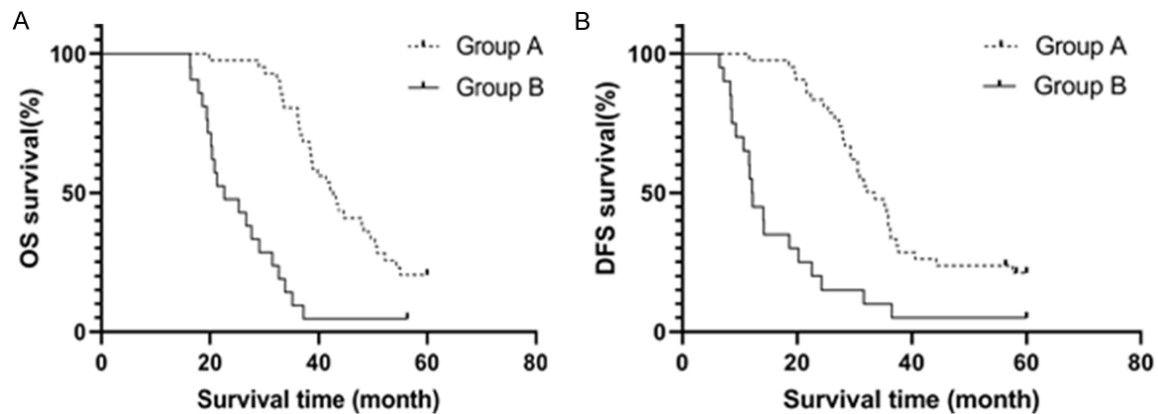 A
OS survival(%)
100
50
0
0 20 40 60 80
Survival time (month)
Group A
Group B
B
DFS survival(%)
100
50
0
0 20 40 60 80
Survival time (month)
Group A
Group B